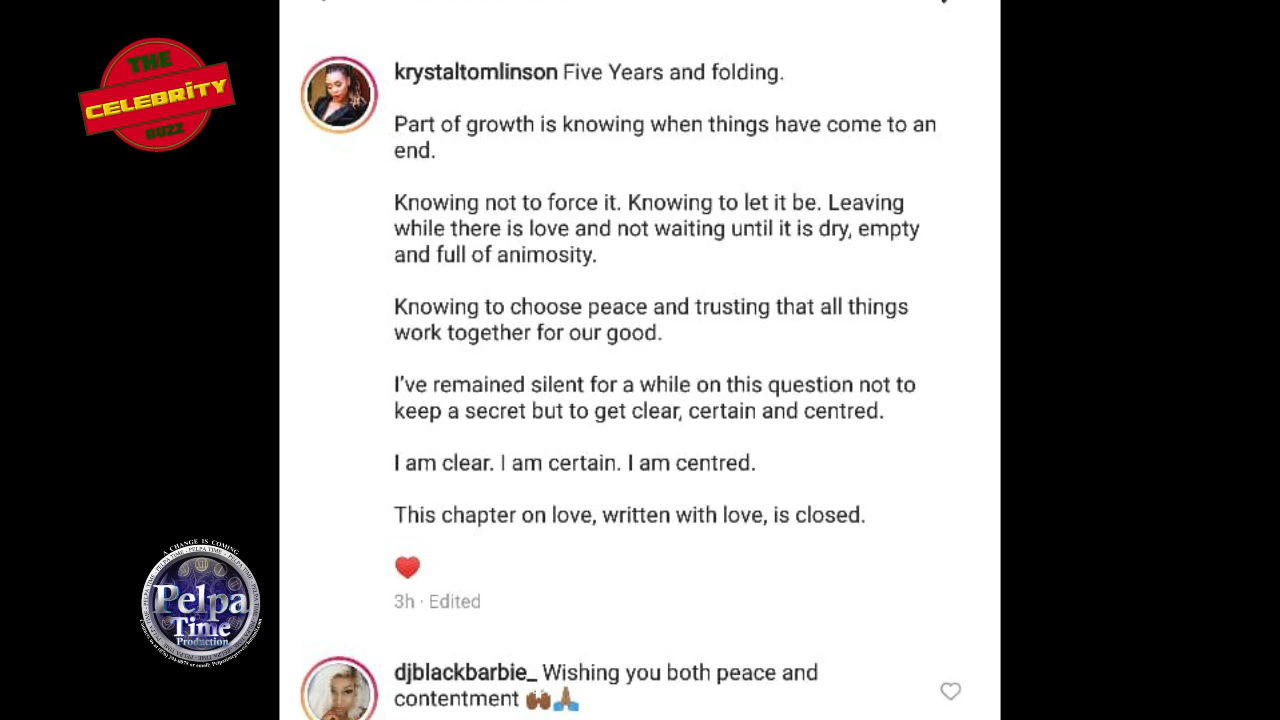 THE
CELEBRITY
BUZZ
krystaltomlinson Five Years and folding.
Part of growth is knowing when things have come to an
end.
Knowing not to force it. Knowing to let it be. Leaving
while there is love and not waiting until it is dry, empty
and full of animosity.
Knowing to choose peace and trusting that all things
work together for our good.
I've remained silent for a while on this question not to
keep a secret but to get clear, certain and centred.
I am clear. I am certain. I am centred.
This chapter on love, written with love, is closed.
❤️
3h · Edited
A CHANGE IS COMING
Pelpa
Time
Production
djblackbarbie_ Wishing you both peace and
contentment 🙌🏾🙏🏽